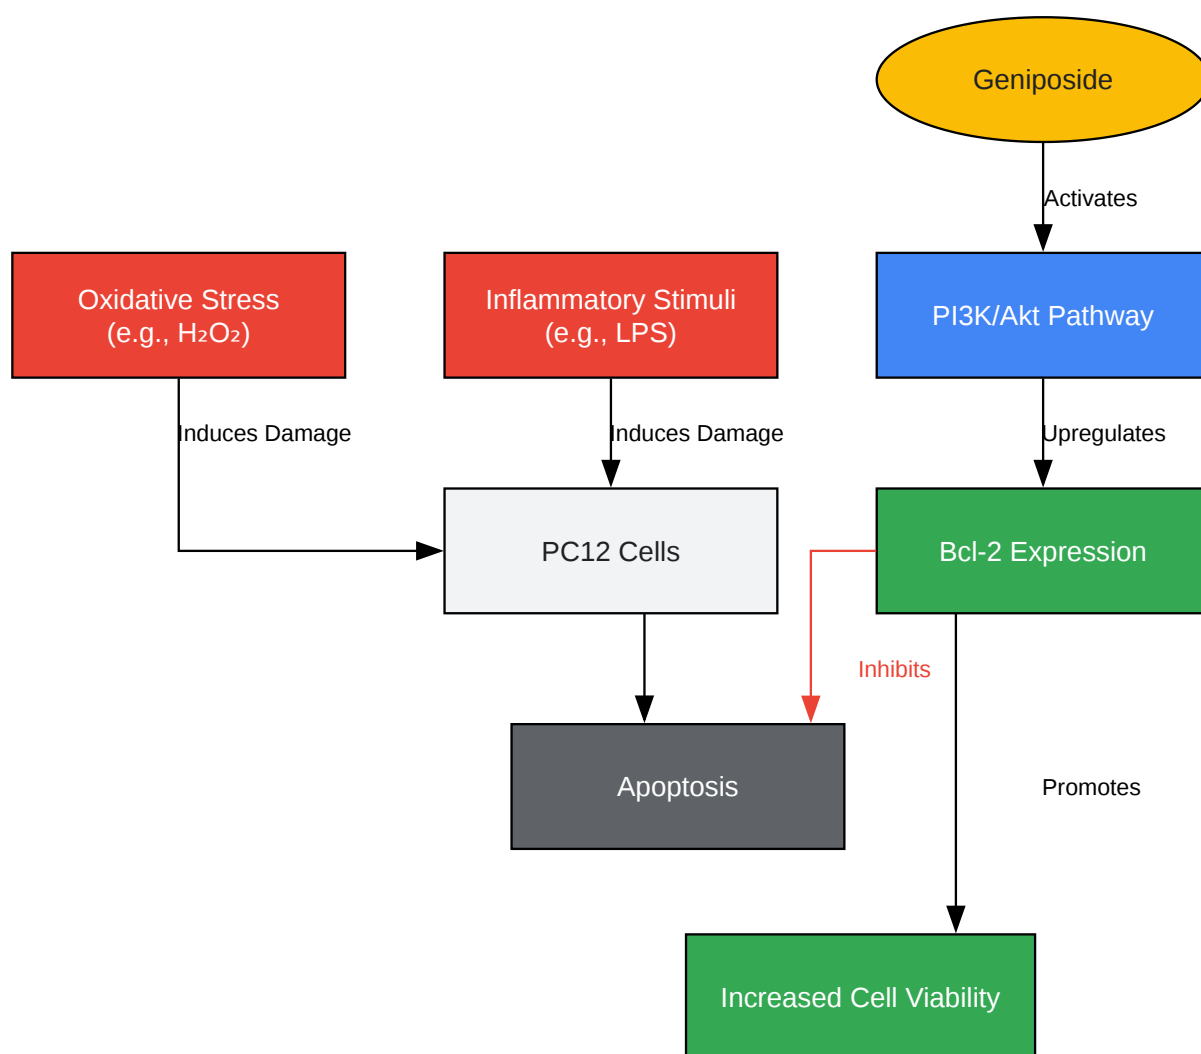 Geniposide
Activates
Oxidative Stress
(e.g., H₂O₂)
Inflammatory Stimuli
(e.g., LPS)
PI3K/Akt Pathway
Induces Damage
Induces Damage
Upregulates
PC12 Cells
Bcl-2 Expression
Inhibits
Apoptosis
Promotes
Increased Cell Viability